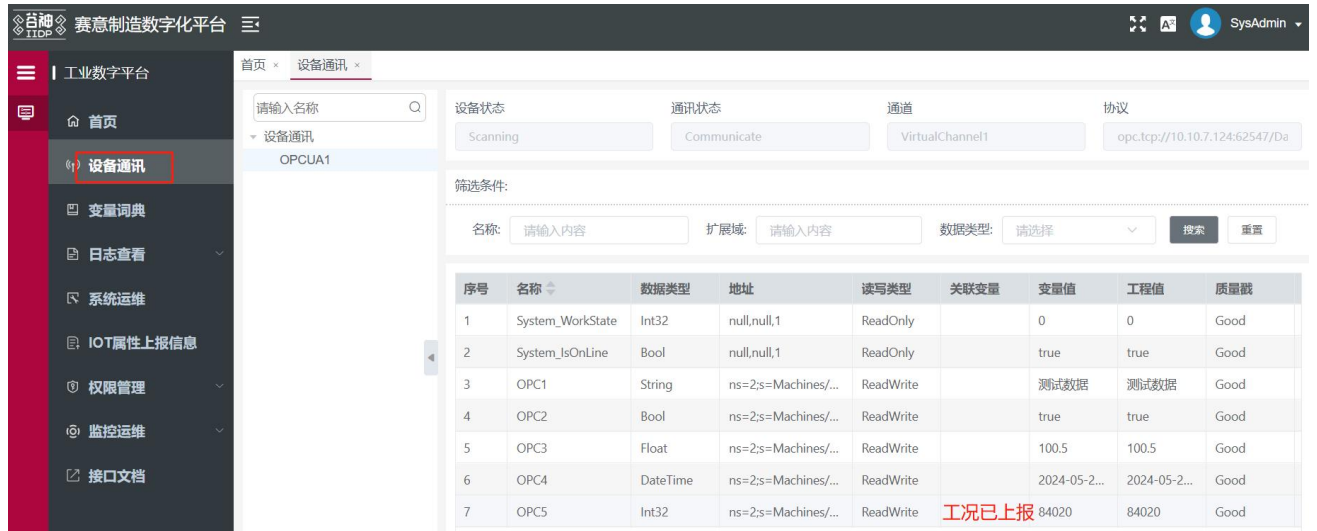 谷神 IIDP 赛意制造数字化平台 SysAdmin
工业数字平台
首页 × 设备通讯 ×
首页
设备通讯
变量词典
日志查看
系统运维
IOT属性上报信息
权限管理
监控运维
接口文档
请输入名称
设备通讯
OPCUA1
设备状态 通讯状态 通道 协议
Scanning Communicate VirtualChannel1 opc.tcp://10.10.7.124:62547/Da
筛选条件:
名称: 请输入内容 扩展域: 请输入内容 数据类型: 请选择 搜索 重置
序号 名称 数据类型 地址 读写类型 关联变量 变量值 工程值 质量戳
1 System_WorkState Int32 null,null,1 ReadOnly 0 0 Good
2 System_IsOnLine Bool null,null,1 ReadOnly true true Good
3 OPC1 String ns=2;s=Machines/... ReadWrite 测试数据 测试数据 Good
4 OPC2 Bool ns=2;s=Machines/... ReadWrite true true Good
5 OPC3 Float ns=2;s=Machines/... ReadWrite 100.5 100.5 Good
6 OPC4 DateTime ns=2;s=Machines/... ReadWrite 2024-05-2... 2024-05-2... Good
7 OPC5 Int32 ns=2;s=Machines/... ReadWrite 工况已上报 84020 84020 Good